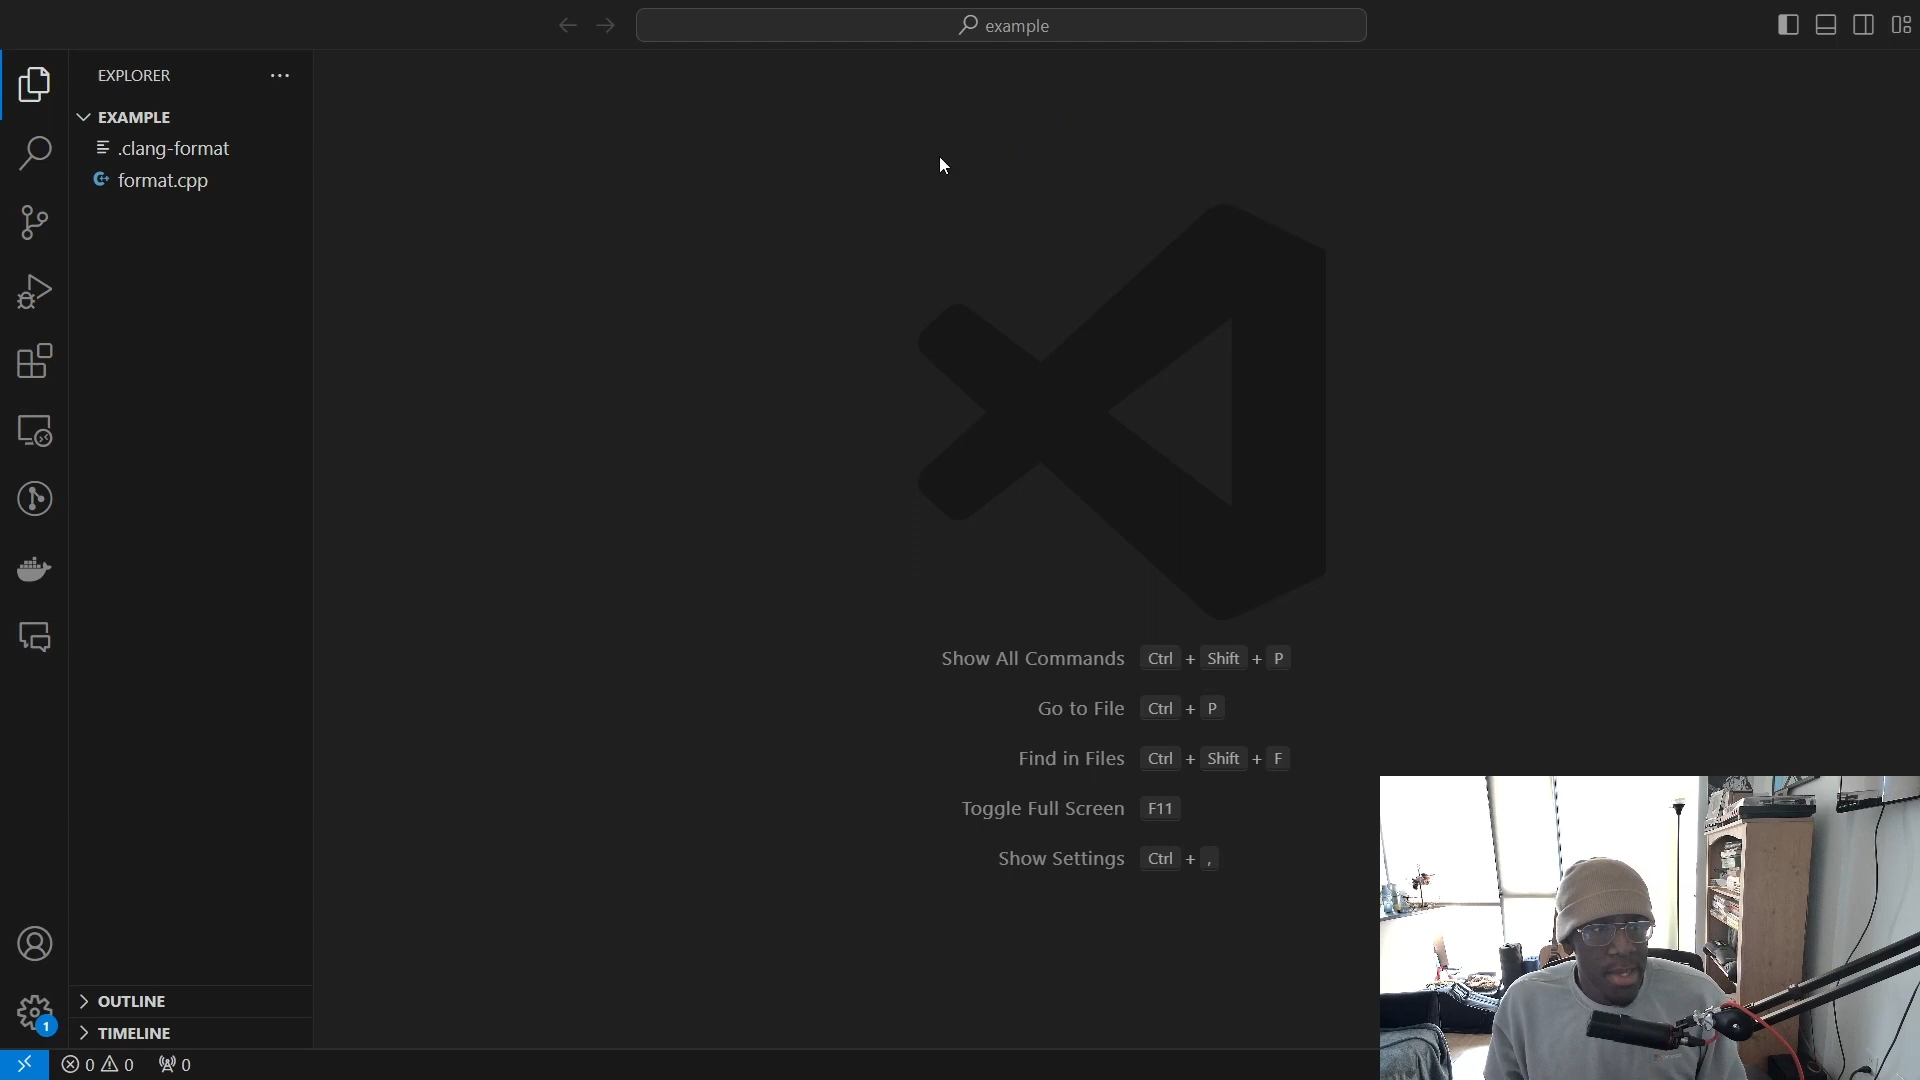 example
EXPLORER
EXAMPLE
.clang-format
format.cpp
Show All Commands Ctrl + Shift + P
Go to File Ctrl + P
Find in Files Ctrl + Shift + F
Toggle Full Screen F11
Show Settings Ctrl + ,
OUTLINE
1
TIMELINE
0 0 0